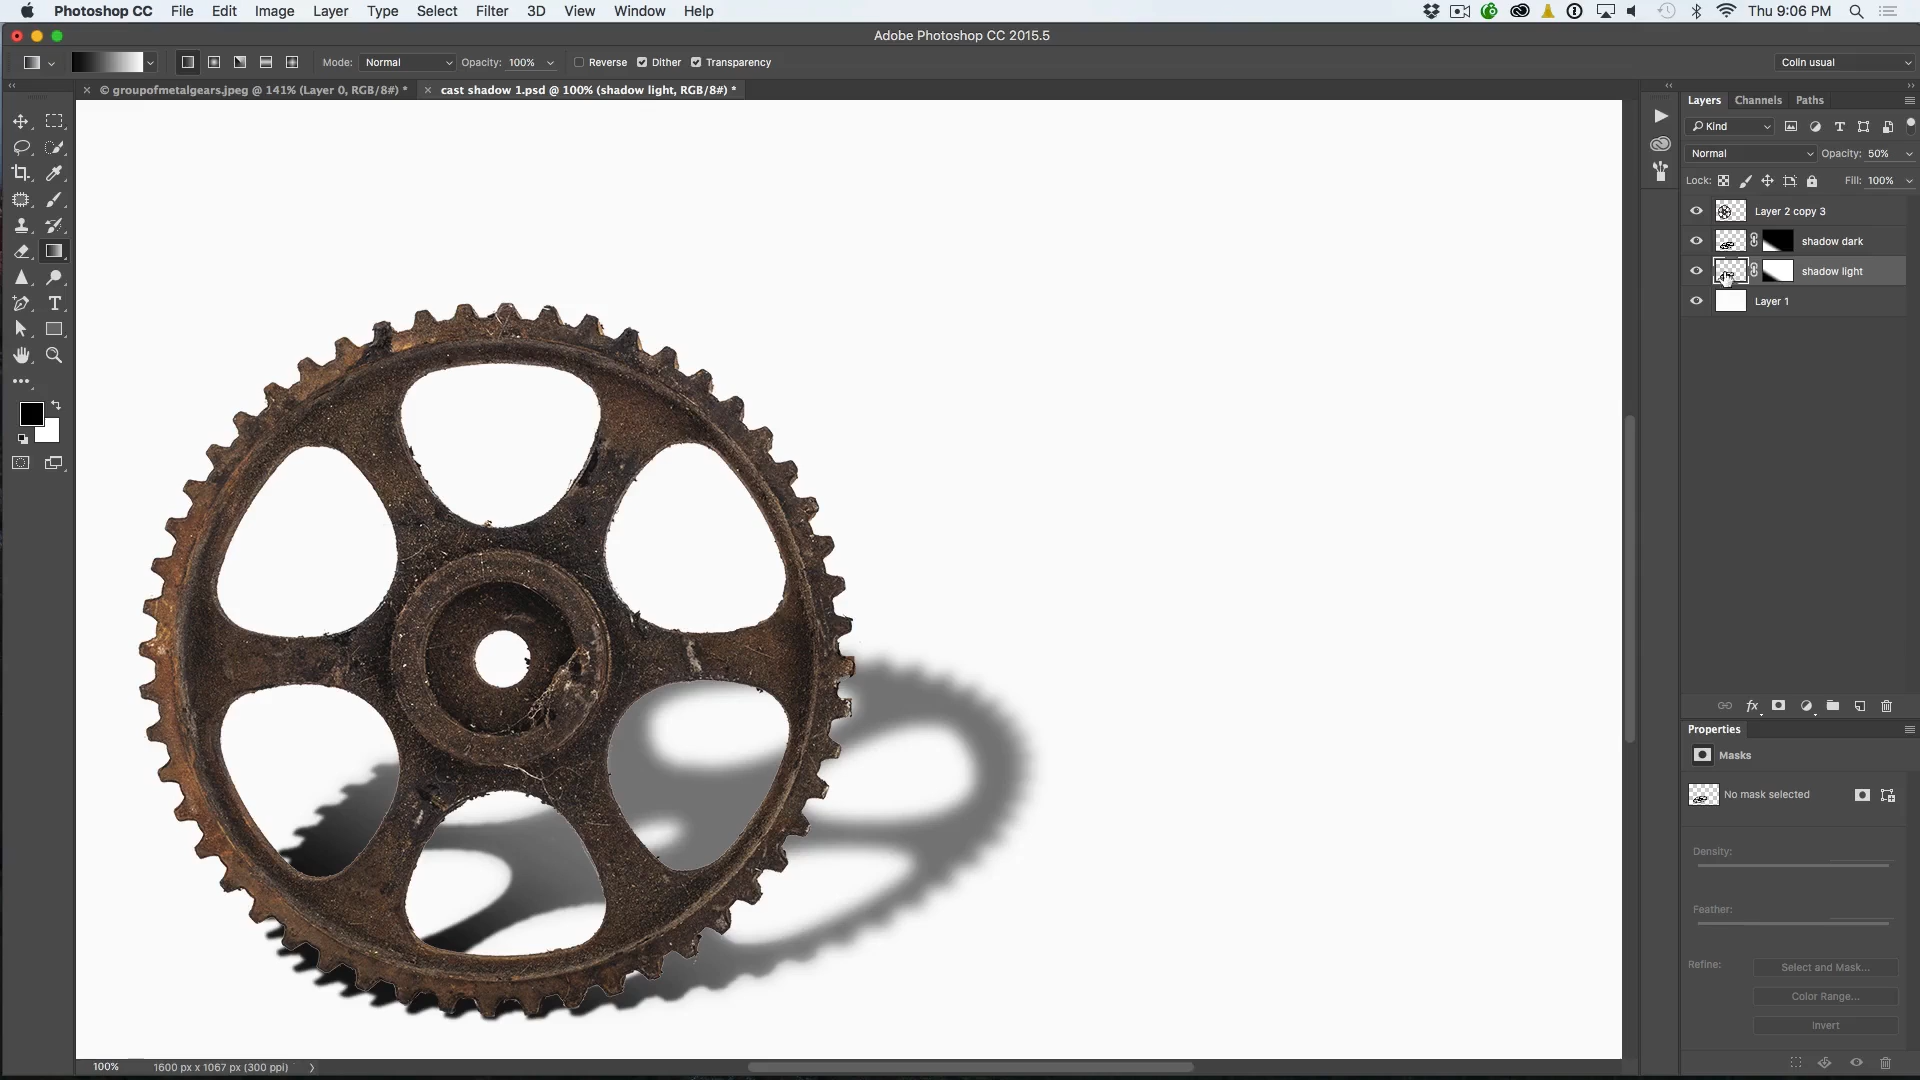 Photoshop CC File Edit Image Layer Type Select Filter 3D View Window Help Thu 9:06 PM
Adobe Photoshop CC 2015.5
Mode: Normal Opacity: 100% Reverse Dither Transparency Colin usual
© groupofmetalgears.jpeg @ 141% (Layer 0, RGB/8#) * cast shadow 1.psd @ 100% (shadow light, RGB/8#) *
Layers Channels Paths
Kind
Normal Opacity: 50%
Lock: Fill: 100%
Layer 2 copy 3
shadow dark
shadow light
Layer 1
fx
Properties
Masks
No mask selected
Density:
Feather:
Refine: Select and Mask...
Color Range...
Invert
100% 1600 px x 1067 px (300 ppi)